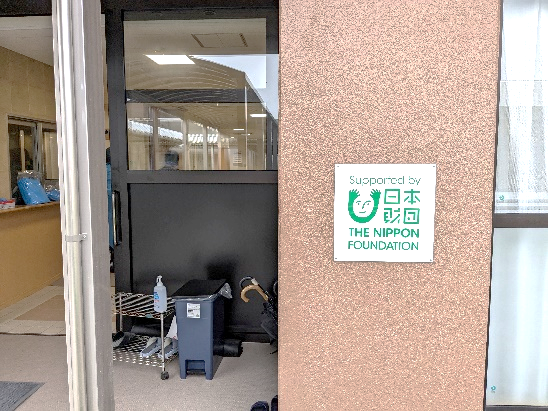 Supported by
日本
財団
THE NIPPON
FOUNDATION